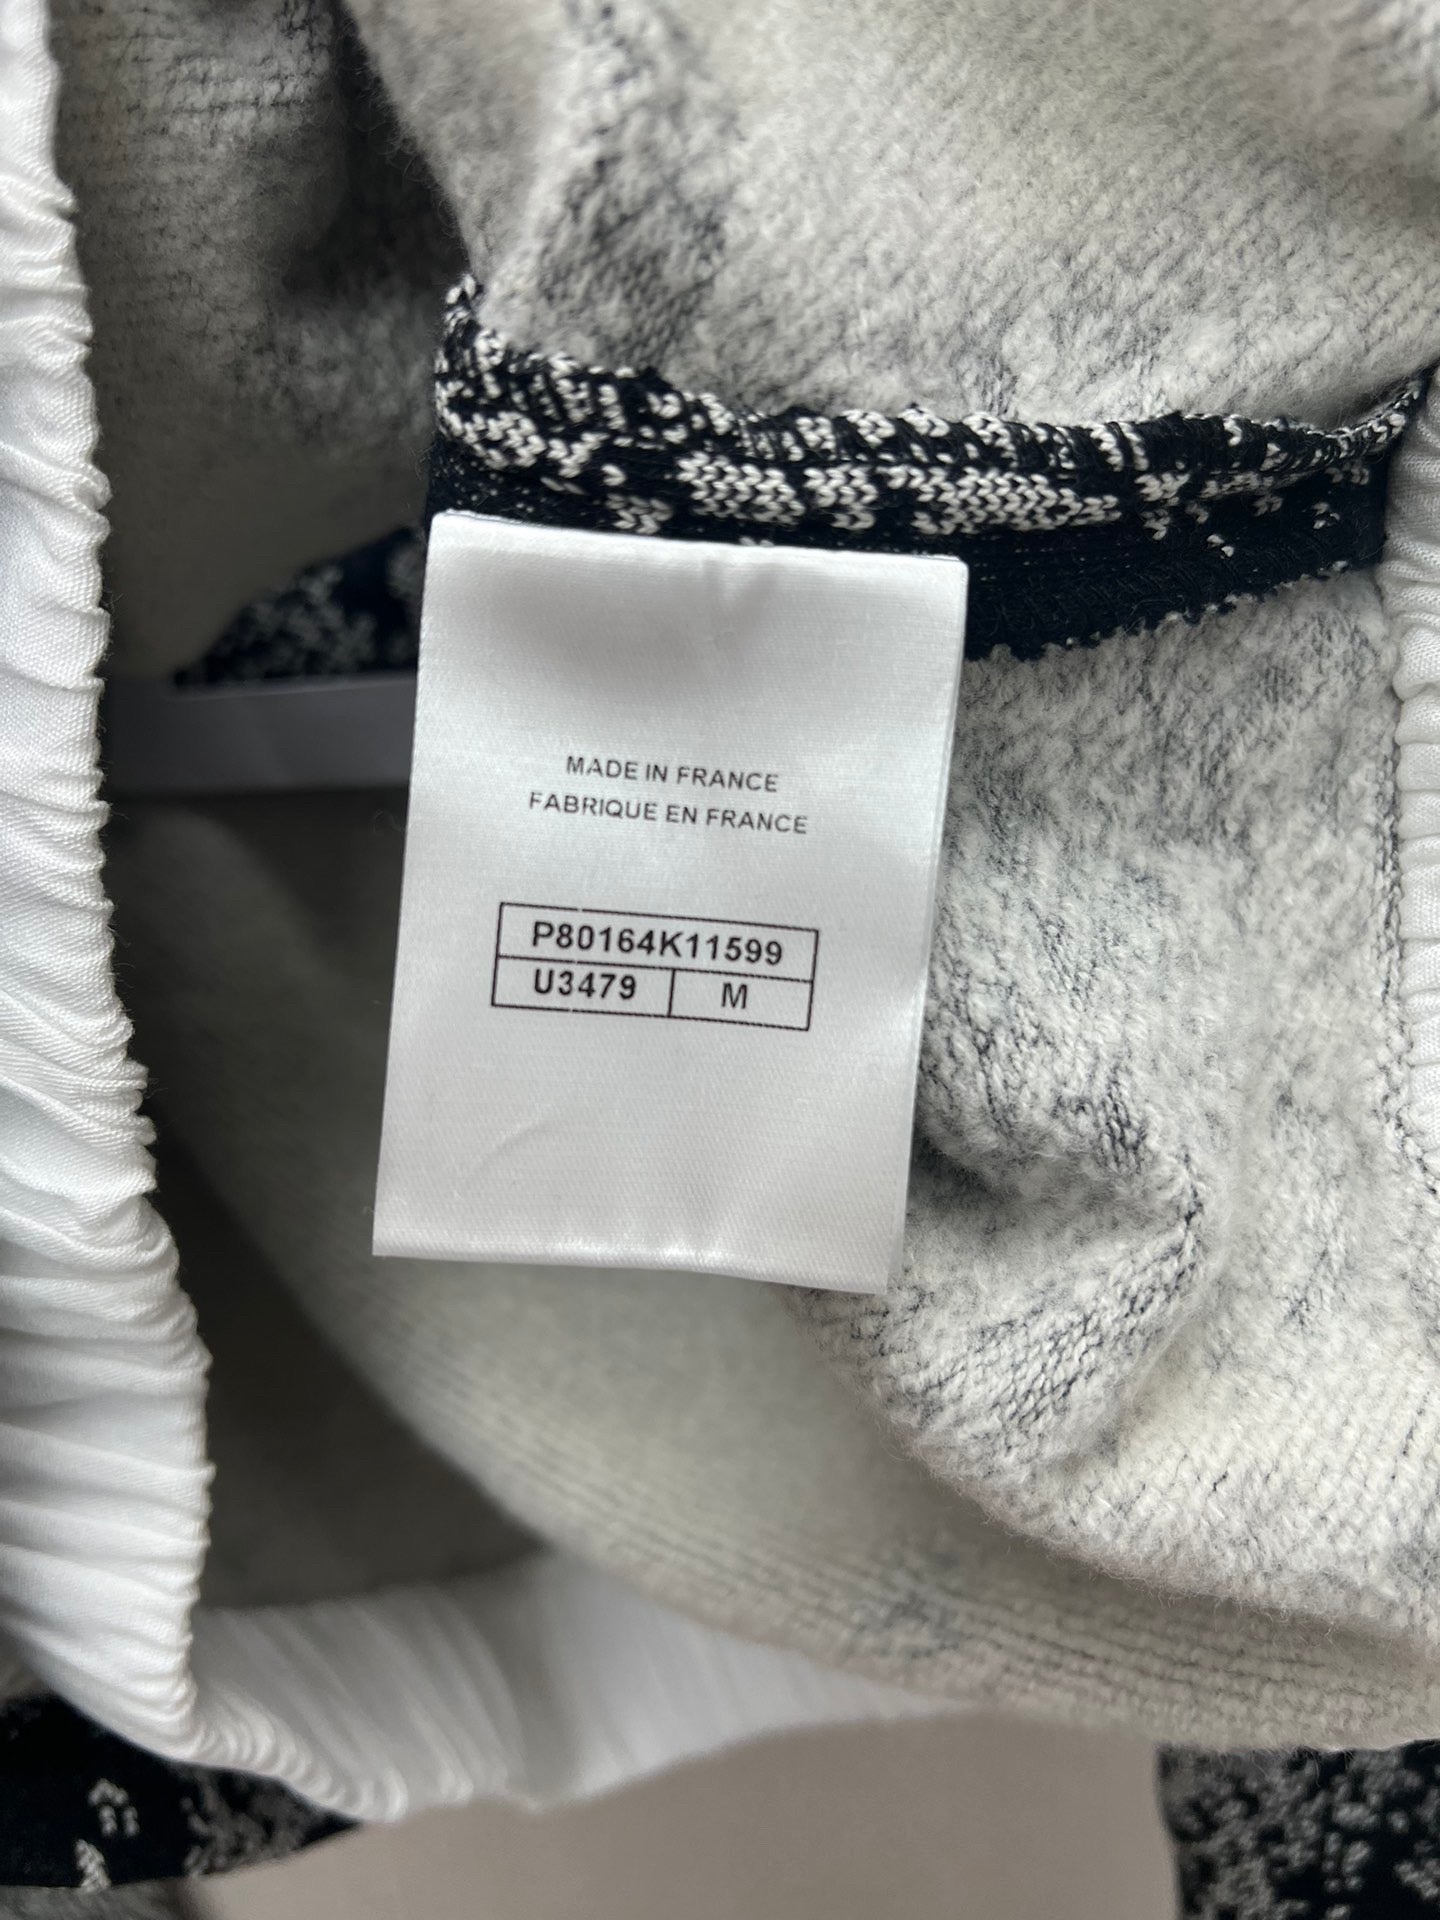 MADE IN FRANCE
FABRIQUE EN FRANCE
P80164K11599
U3479 M